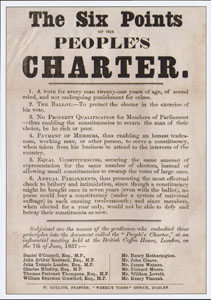 The Six Points
OF THE
PEOPLE'S
CHARTER.
1. A VOTE for every man twenty-one years of age, of sound
mind, and not undergoing punishment for crime.
2. THE BALLOT.—To protect the elector in the exercise of
his vote.
3. NO PROPERTY QUALIFICATION for Members of Parliament
—thus enabling the constituencies to return the man of their
choice, be he rich or poor.
4. PAYMENT OF MEMBERS, thus enabling an honest trades-
man, working man, or other person, to serve a constituency,
when taken from his business to attend to the interests of the
country.
5. EQUAL CONSTITUENCIES, securing the same amount of
representation for the same number of electors, instead of
allowing small constituencies to swamp the votes of large ones.
6. ANNUAL PARLIAMENTS, thus presenting the most effectual
check to bribery and intimidation, since though a constituency
might be bought once in seven years (even with the ballot), no
purse could buy a constituency (under a system of universal
suffrage) in each ensuing twelvemonth; and since members,
when elected for a year only, would not be able to defy and
betray their constituents as now.
Subjoined are the names of the gentlemen who embodied these
principles into the document called the "People's Charter," at an
influential meeting held at the British Coffee House, London, on
the 7th of June, 1837:—
Daniel O'Connell, Esq., M.P.
John Arthur Roebuck, Esq., M.P.
John Temple Leader, Esq., M.P.
Charles Hindley, Esq., M.P.
Thomas Perronet Thompson, Esq., M.P.
William Sharman Crawford, Esq., M.P.
Mr. Henry Hetherington.
Mr. John Cleave.
Mr. James Watson.
Mr. Richard Moore.
Mr. William Lovett.
Mr. Henry Vincent.
PRINTER,
OFFICE,